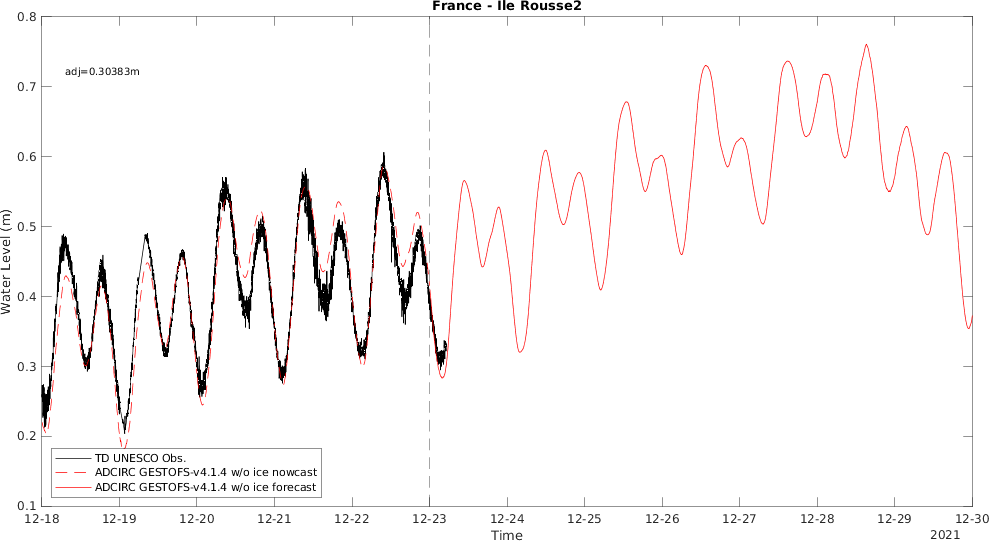 France - Ile Rousse2
0.8
0.7
0.6
0.5
0.4
0.3
0.2
0.1
Water Level (m)
adj=0.30383m
TD UNESCO Obs.
ADCIRC GESTOFS-v4.1.4 w/o ice nowcast
ADCIRC GESTOFS-v4.1.4 w/o ice forecast
12-18 12-19 12-20 12-21 12-22 12-23 12-24 12-25 12-26 12-27 12-28 12-29 12-30
Time
2021